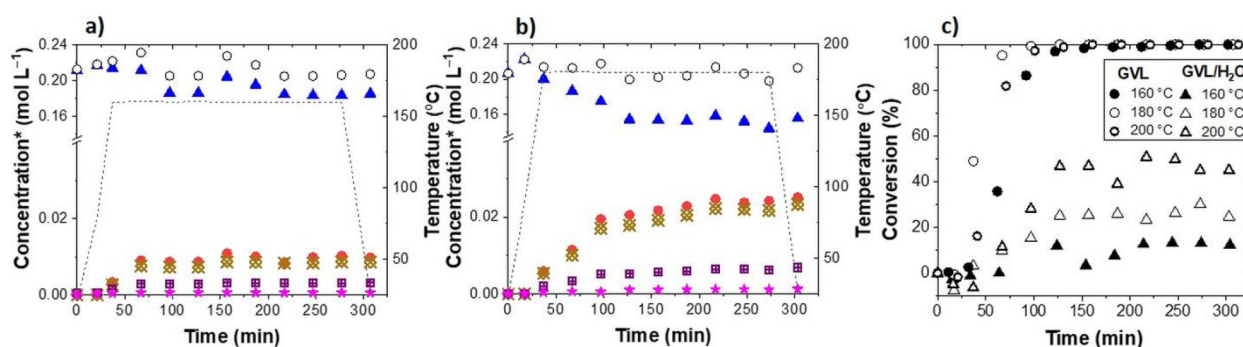 a)
Concentration* (mol L⁻¹)
0.24
0.20
0.16
0.02
0.00
0 50 100 150 200 250 300
Time (min)
200
150
100
50
Temperature (°C)
b)
Concentration* (mol L⁻¹)
0.24
0.20
0.16
0.02
0.00
0 50 100 150 200 250 300
Time (min)
200
150
100
50
Temperature (°C)
c)
Conversion (%)
100
80
60
40
20
0
GVL GVL/H₂O
160 °C 160 °C
180 °C 180 °C
200 °C 200 °C
0 50 100 150 200 250 300
Time (min)